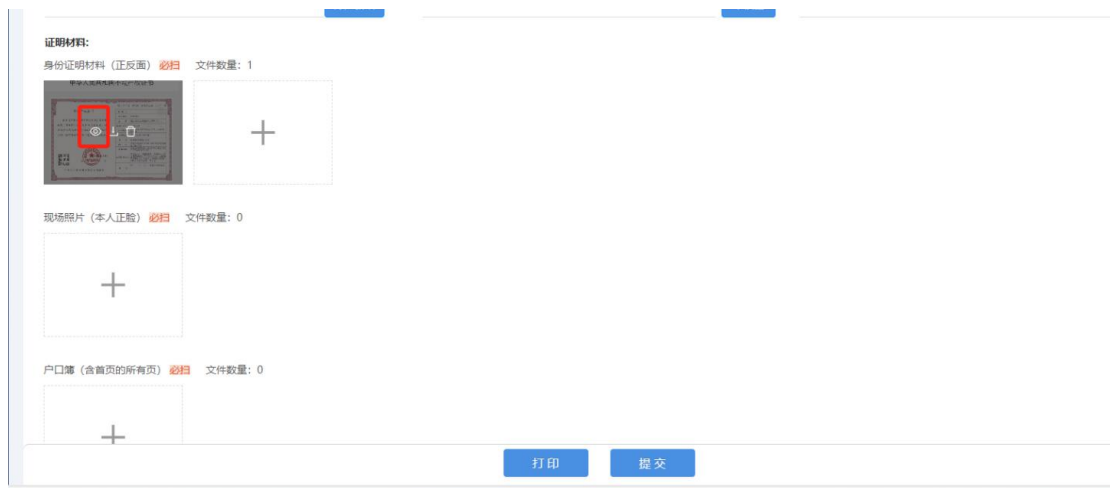 证明材料:
身份证明材料（正反面） 必扫 文件数量: 1
现场照片（本人正脸） 必扫 文件数量: 0
户口簿（含首页的所有页） 必扫 文件数量: 0
打印 提交